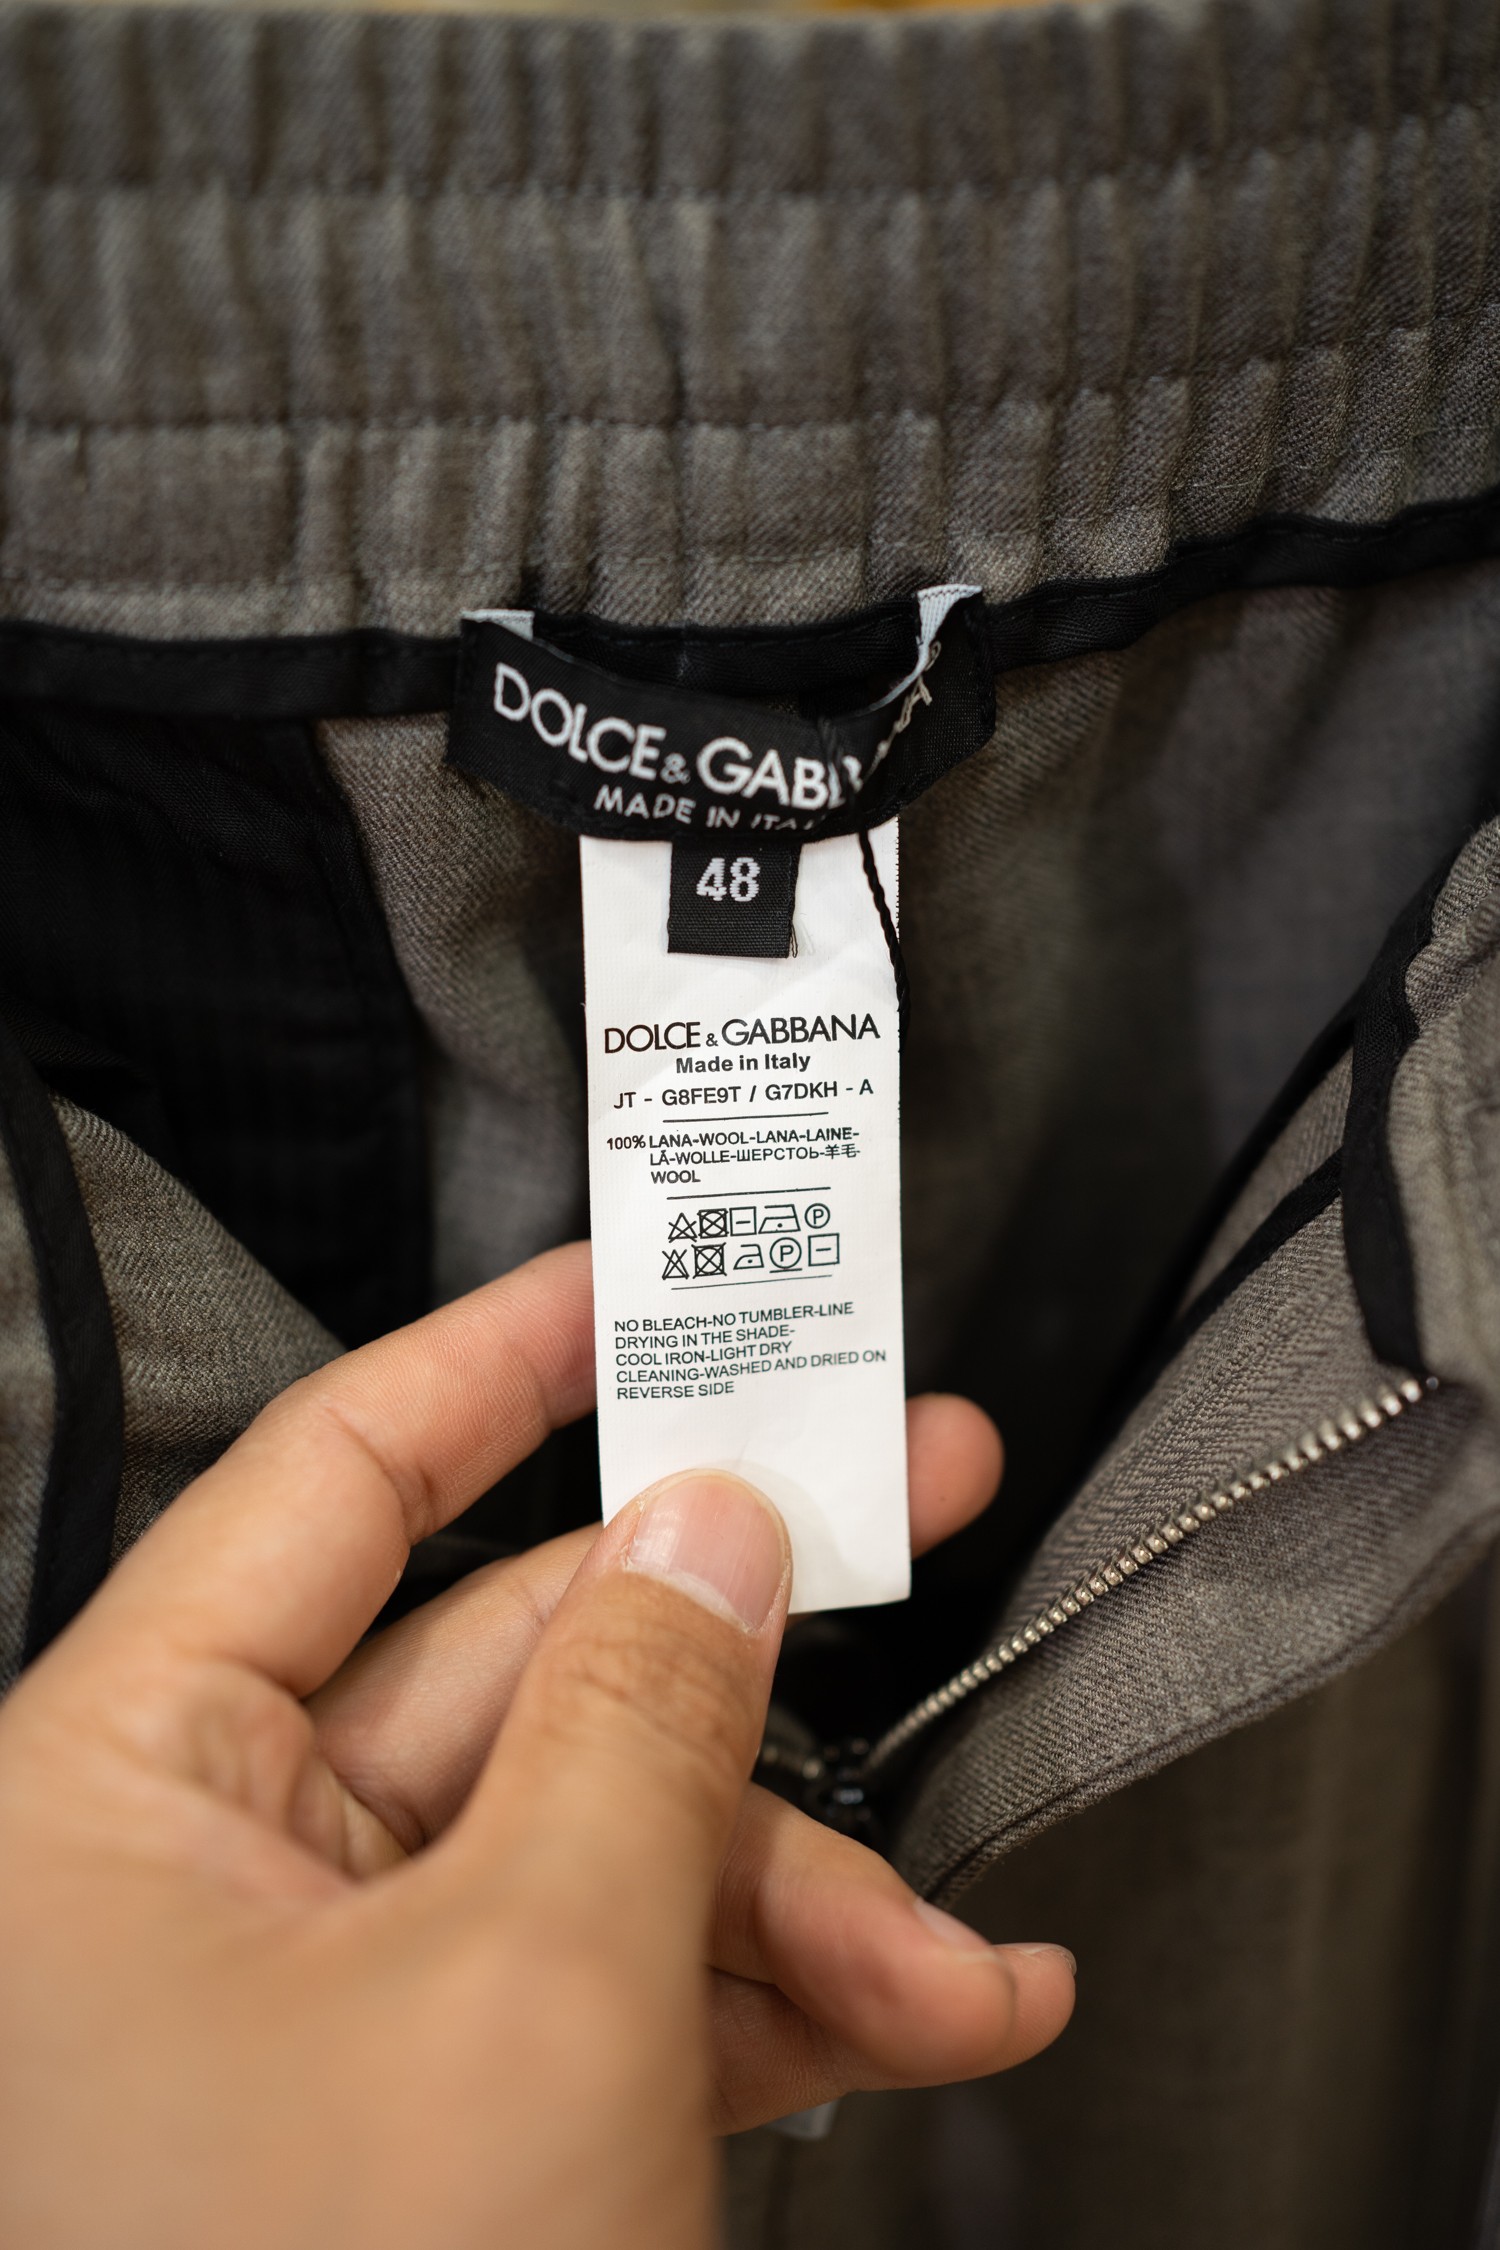 DOLCE & GABB
MADE IN
48
DOLCE & GABBANA
Made in Italy
JT - G8FE9T / G7DKH - A
100% LANA-WOOL-LANA-LAINE-
LÃ-WOLLE-ШЕРСТОЬ-羊毛-
WOOL
P
P
NO BLEACH-NO TUMBLER-LINE
DRYING IN THE SHADE-
COOL IRON-LIGHT DRY
CLEANING-WASHED AND DRIED ON
REVERSE SIDE